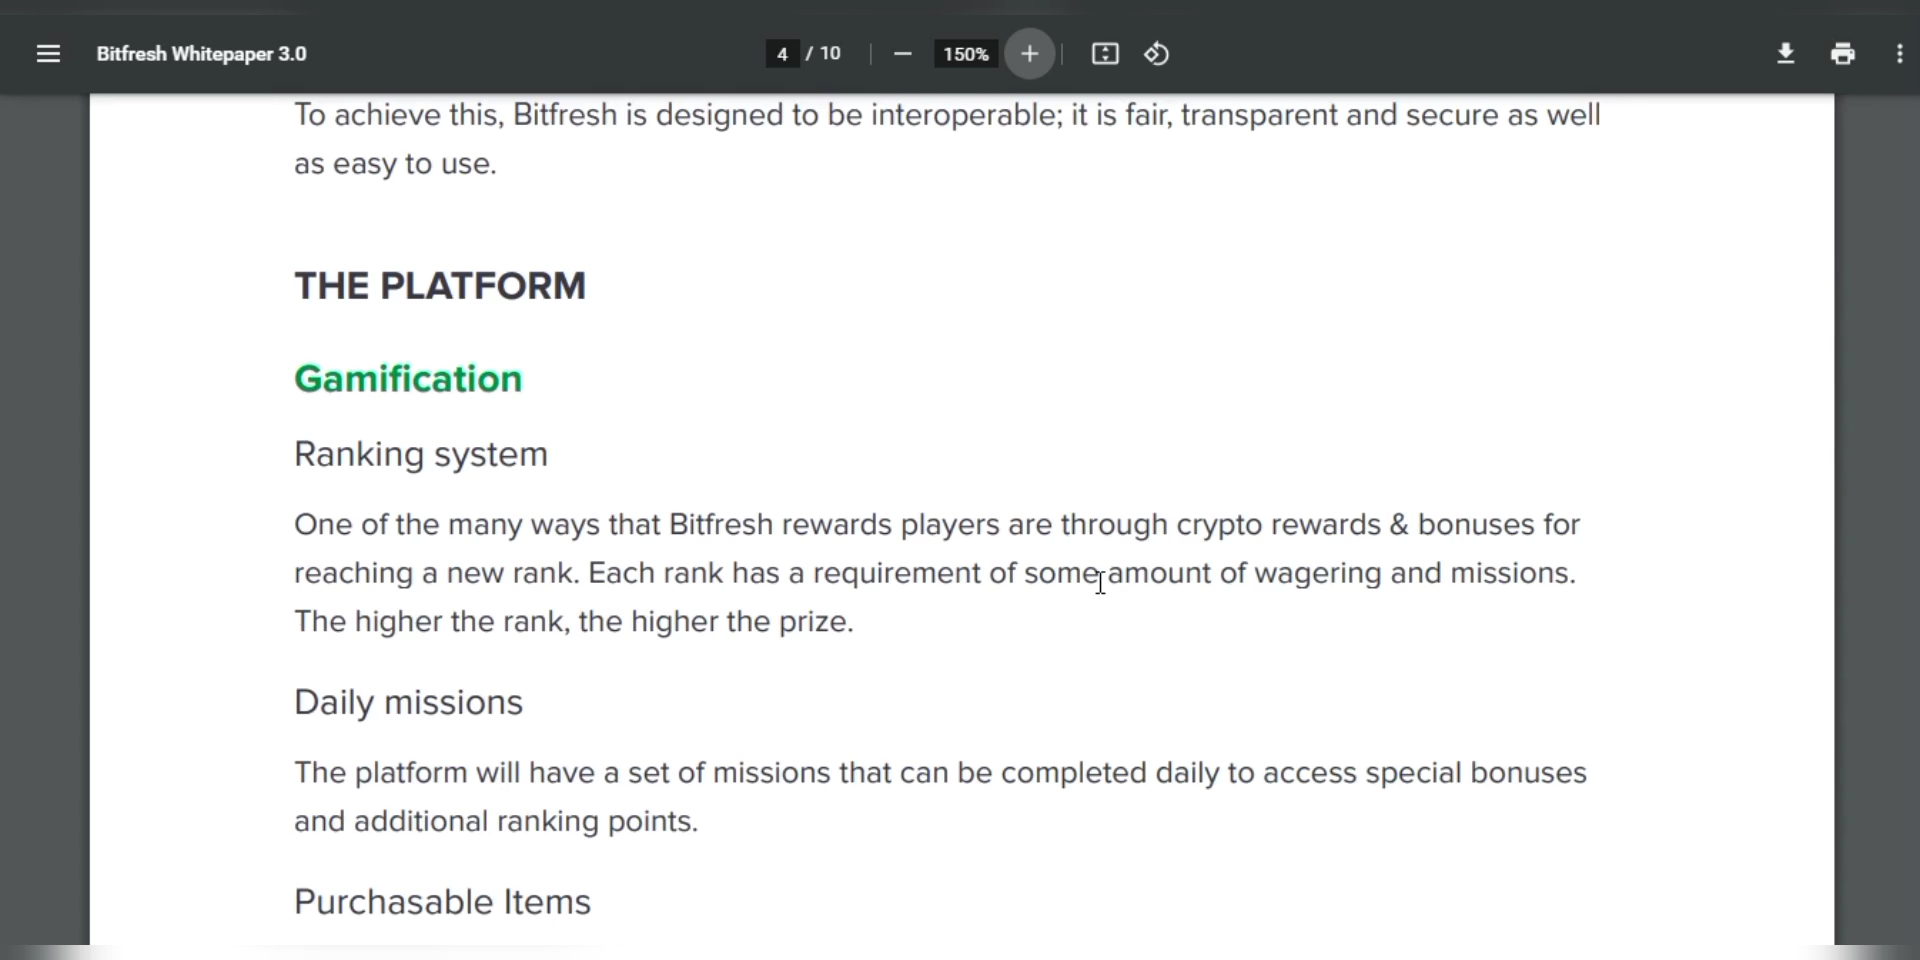 Bitfresh Whitepaper 3.0
4 / 10
150%
To achieve this, Bitfresh is designed to be interoperable; it is fair, transparent and secure as well
as easy to use.
THE PLATFORM
Gamification
Ranking system
One of the many ways that Bitfresh rewards players are through crypto rewards & bonuses for
reaching a new rank. Each rank has a requirement of some amount of wagering and missions.
The higher the rank, the higher the prize.
Daily missions
The platform will have a set of missions that can be completed daily to access special bonuses
and additional ranking points.
Purchasable Items